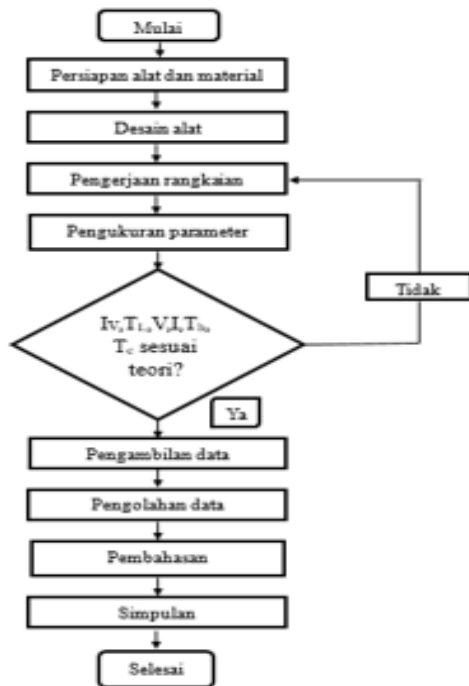 Mulai
Persiapan alat dan material
Desain alat
Pengerjaan rangkaian
Pengukuran parameter
Tidak
Iv,TL,V,I,Th,
Tc sesuai
teori?
Ya
Pengambilan data
Pengolahan data
Pembahasan
Simpulan
Selesai